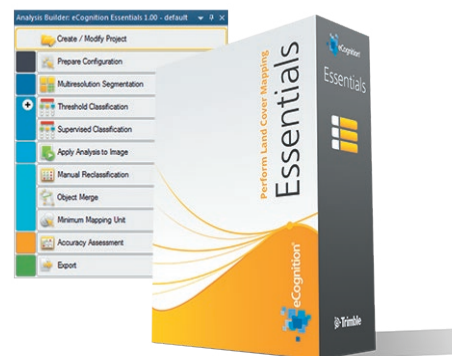 Analysis Builder: eCognition Essentials 1.00 - default
Create / Modify Project
Prepare Configuration
Multiresolution Segmentation
Threshold Classification
Supervised Classification
Apply Analysis to Image
Manual Reclassification
Object Merge
Minimum Mapping Unit
Accuracy Assessment
Export
Perform Land Cover Mapping
Essentials
eCognition
eCognition
Essentials
Trimble